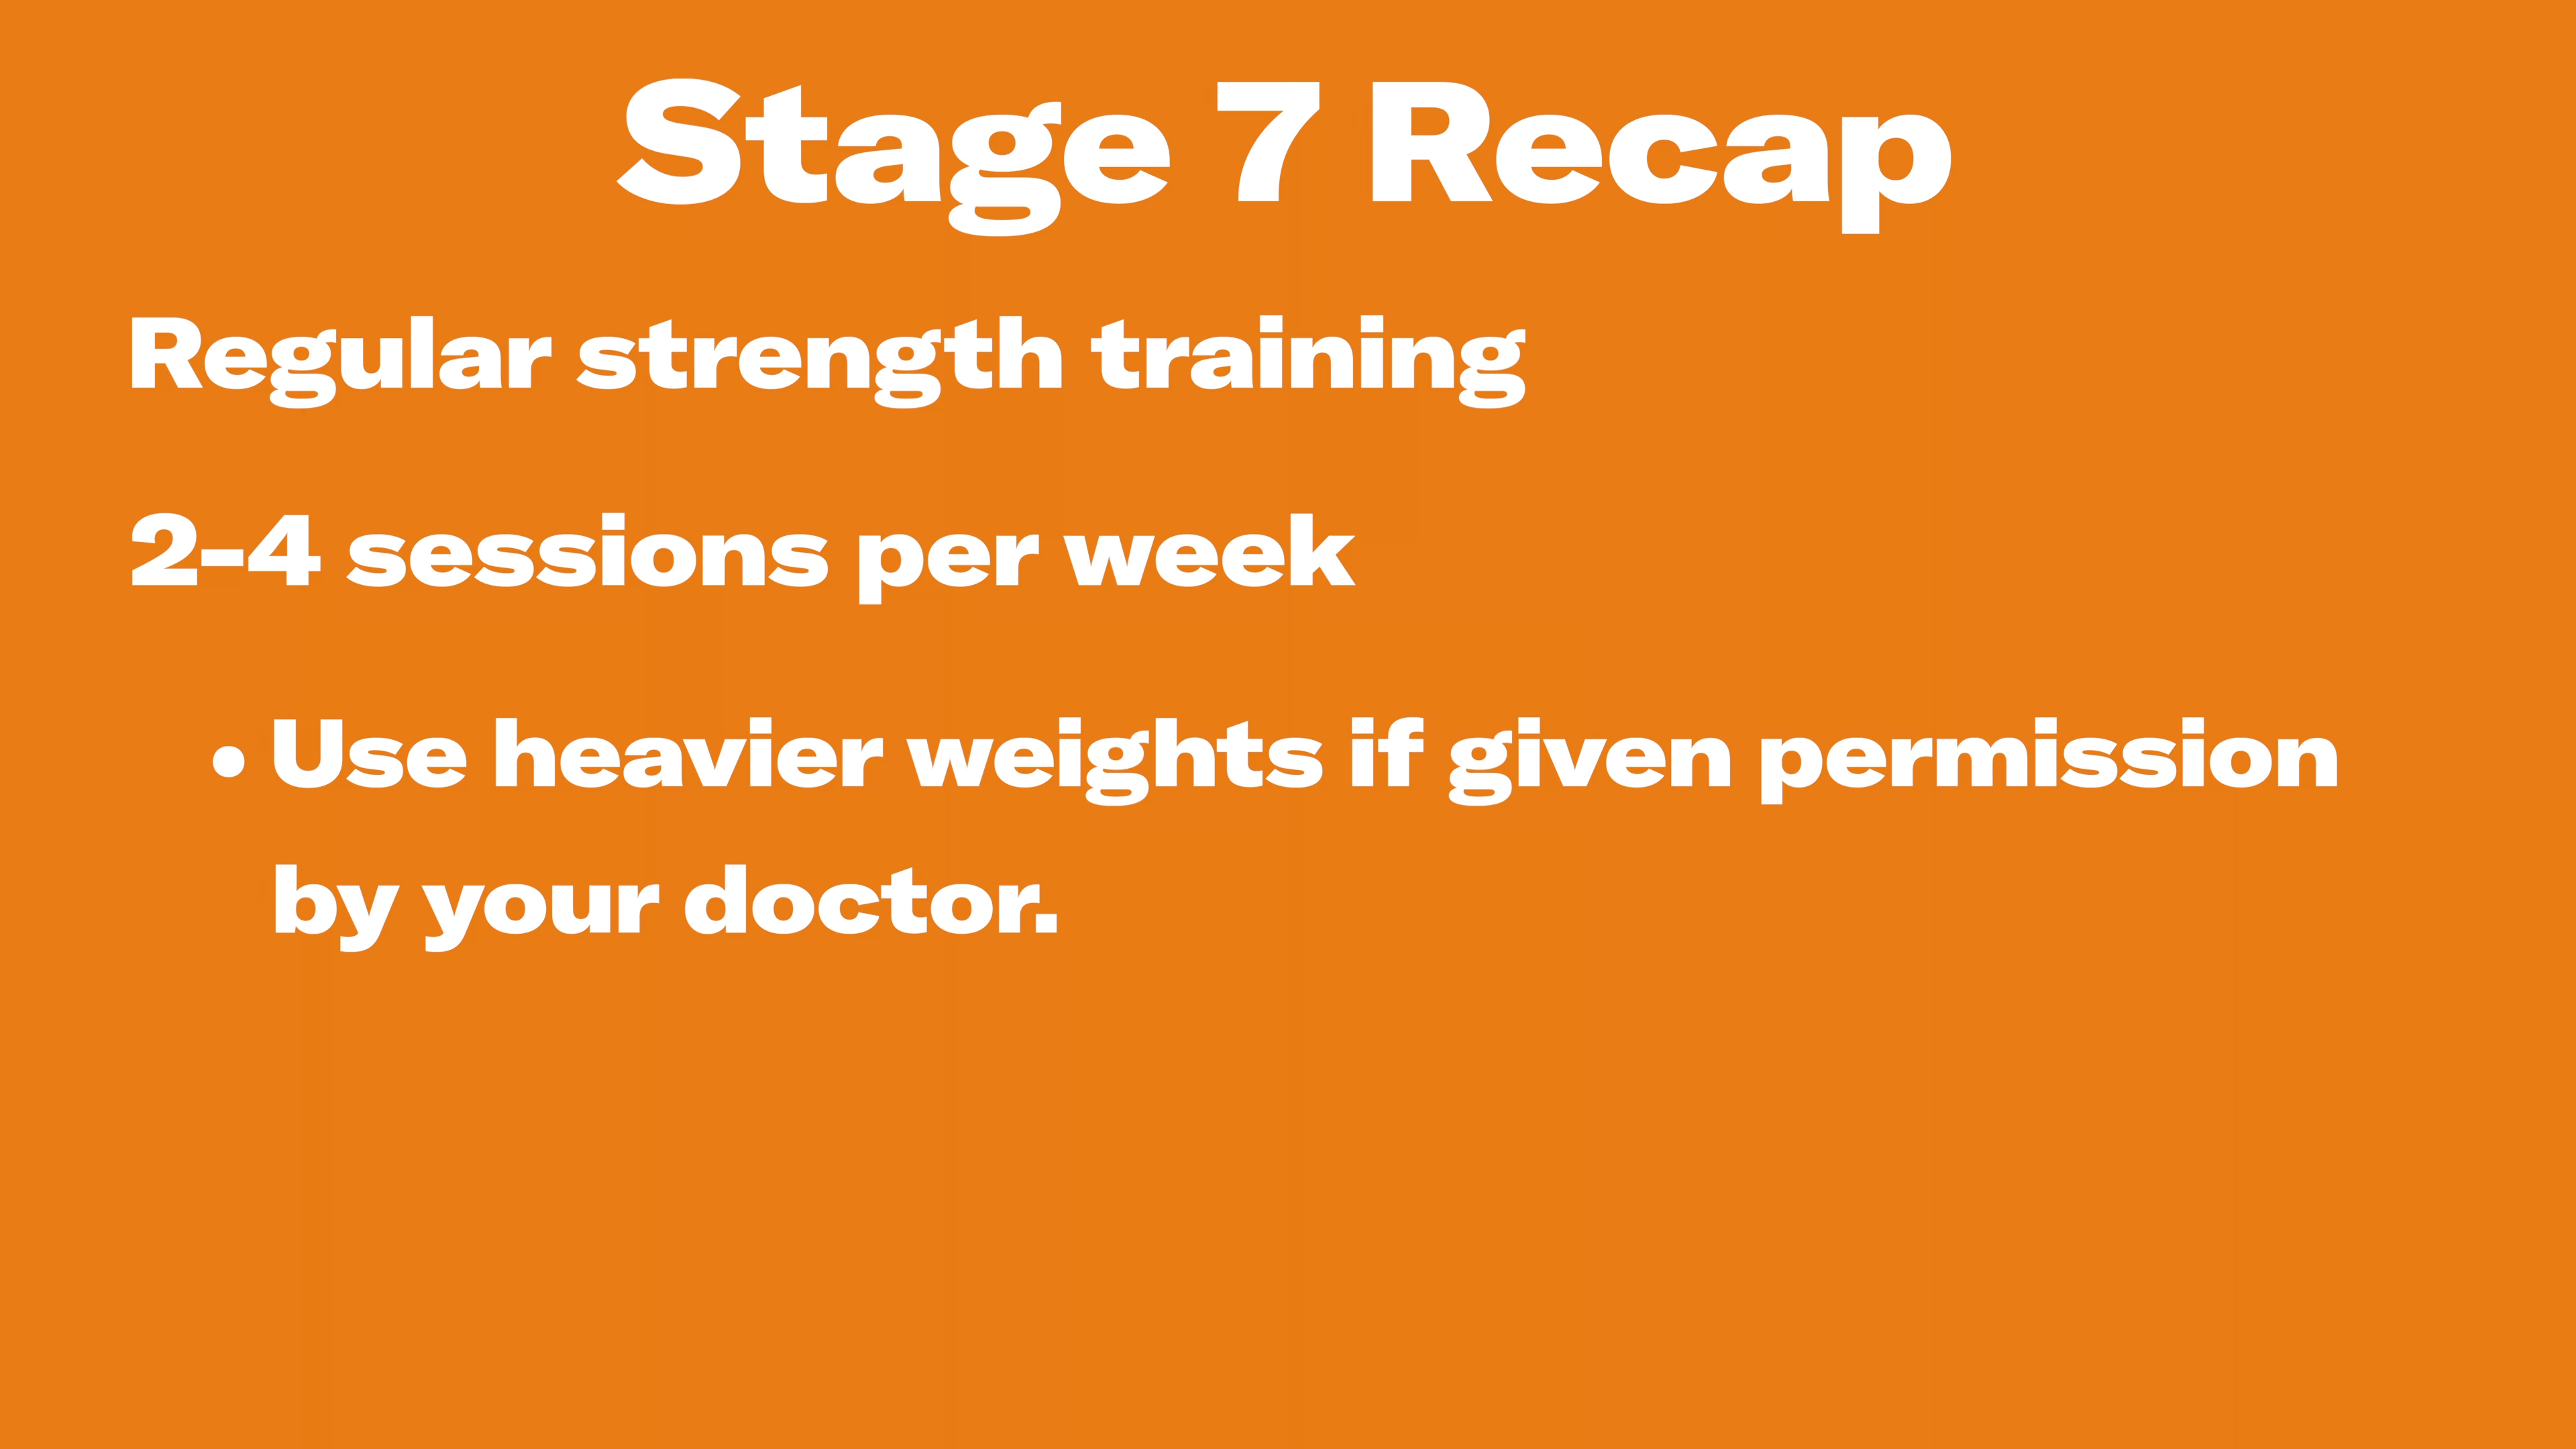 Stage 7 Recap
Regular strength training
2-4 sessions per week
• Use heavier weights if given permission
by your doctor.